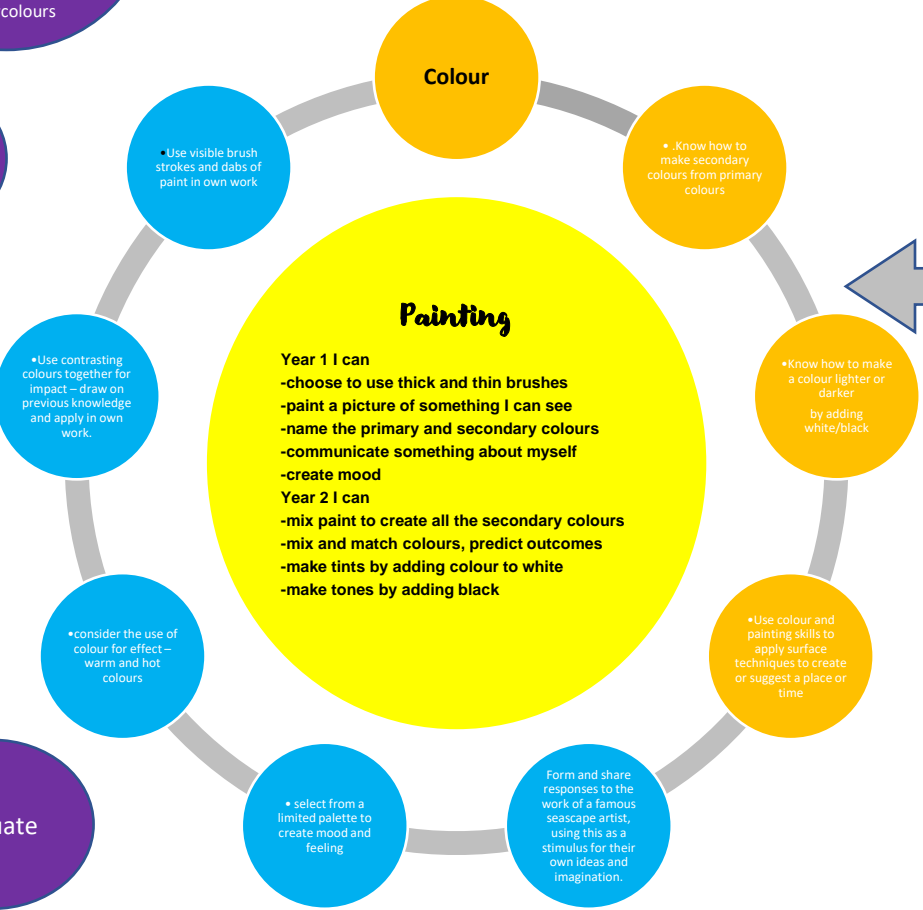 colours
Colour
• .Know how to
make secondary
colours from primary
colours
•Know how to make
a colour lighter or
darker
by adding
white/black
•Use colour and
painting skills to
apply surface
techniques to create
or suggest a place or
time
Form and share
responses to the
work of a famous
seascape artist,
using this as a
stimulus for their
own ideas and
imagination.
• select from a
limited palette to
create mood and
feeling
•consider the use of
colour for effect –
warm and hot
colours
•Use contrasting
colours together for
impact – draw on
previous knowledge
and apply in own
work.
•Use visible brush
strokes and dabs of
paint in own work
Painting
Year 1 I can
-choose to use thick and thin brushes
-paint a picture of something I can see
-name the primary and secondary colours
-communicate something about myself
-create mood
Year 2 I can
-mix paint to create all the secondary colours
-mix and match colours, predict outcomes
-make tints by adding colour to white
-make tones by adding black